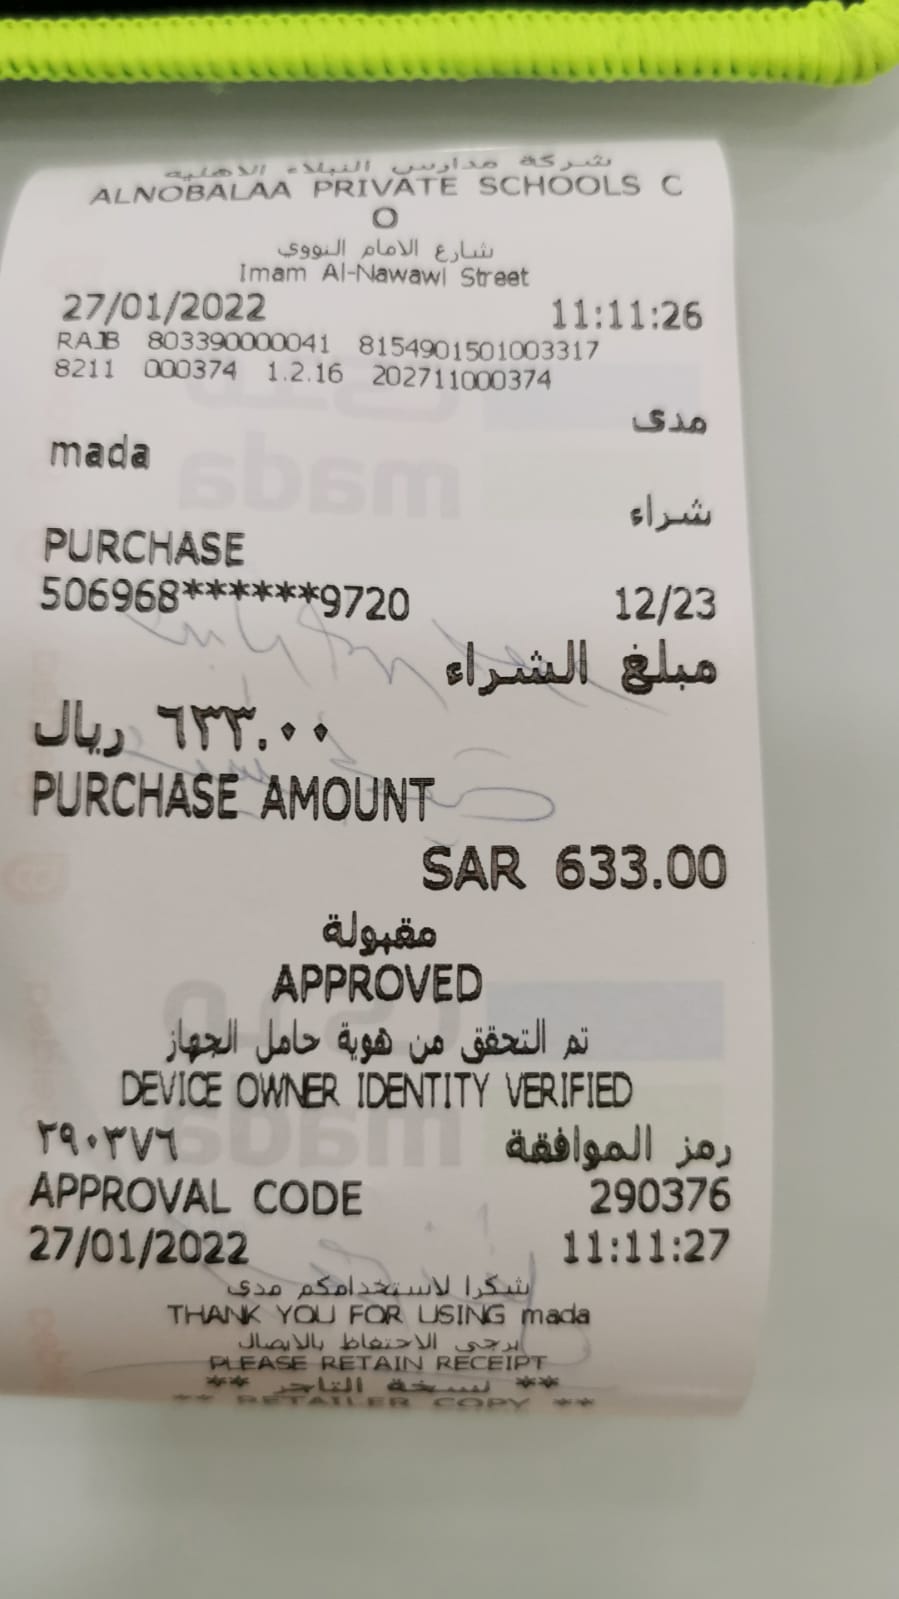 شركة مدارس النبلاء الاهلية
ALNOBALAA PRIVATE SCHOOLS C
O
شارع الامام النووي
Imam Al-Nawawi Street
27/01/2022 11:11:26
RAJB 803390000041 8154901501003317
8211 000374 1.2.16 202711000374
مدى
mada
شراء
PURCHASE
506968******9720 12/23
مبلغ الشراء
٦٣٣.٠٠ ريال
PURCHASE AMOUNT
SAR 633.00
مقبولة
APPROVED
تم التحقق من هوية حامل الجهاز
DEVICE OWNER IDENTITY VERIFIED
رمز الموافقة ٢٩٠٣٧٦
APPROVAL CODE 290376
27/01/2022 11:11:27
شكرا لاستخدامكم مدى
THANK YOU FOR USING mada
يرجى الاحتفاظ بالايصال
PLEASE RETAIN RECEIPT
** نسخة التاجر **
** RETAILER COPY **